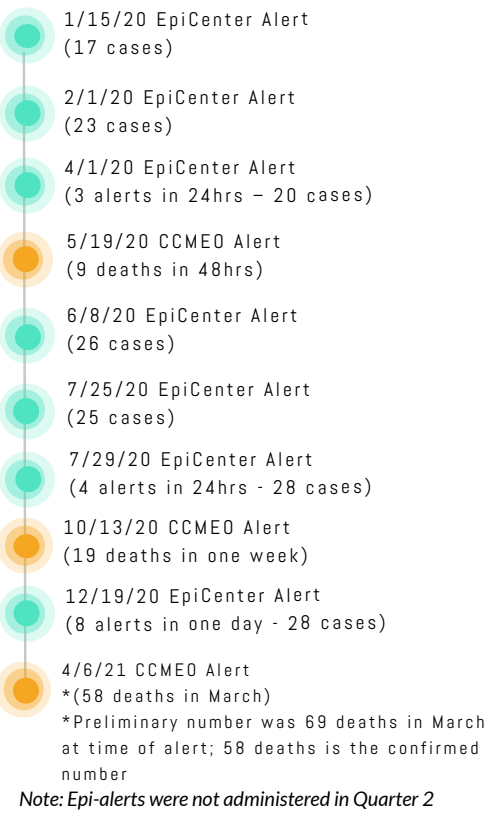 1/15/20 EpiCenter Alert
(17 cases)
2/1/20 EpiCenter Alert
(23 cases)
4/1/20 EpiCenter Alert
(3 alerts in 24hrs – 20 cases)
5/19/20 CCMEO Alert
(9 deaths in 48hrs)
6/8/20 EpiCenter Alert
(26 cases)
7/25/20 EpiCenter Alert
(25 cases)
7/29/20 EpiCenter Alert
(4 alerts in 24hrs - 28 cases)
10/13/20 CCMEO Alert
(19 deaths in one week)
12/19/20 EpiCenter Alert
(8 alerts in one day - 28 cases)
4/6/21 CCMEO Alert
*(58 deaths in March)
*Preliminary number was 69 deaths in March
at time of alert; 58 deaths is the confirmed
number
Note: Epi-alerts were not administered in Quarter 2